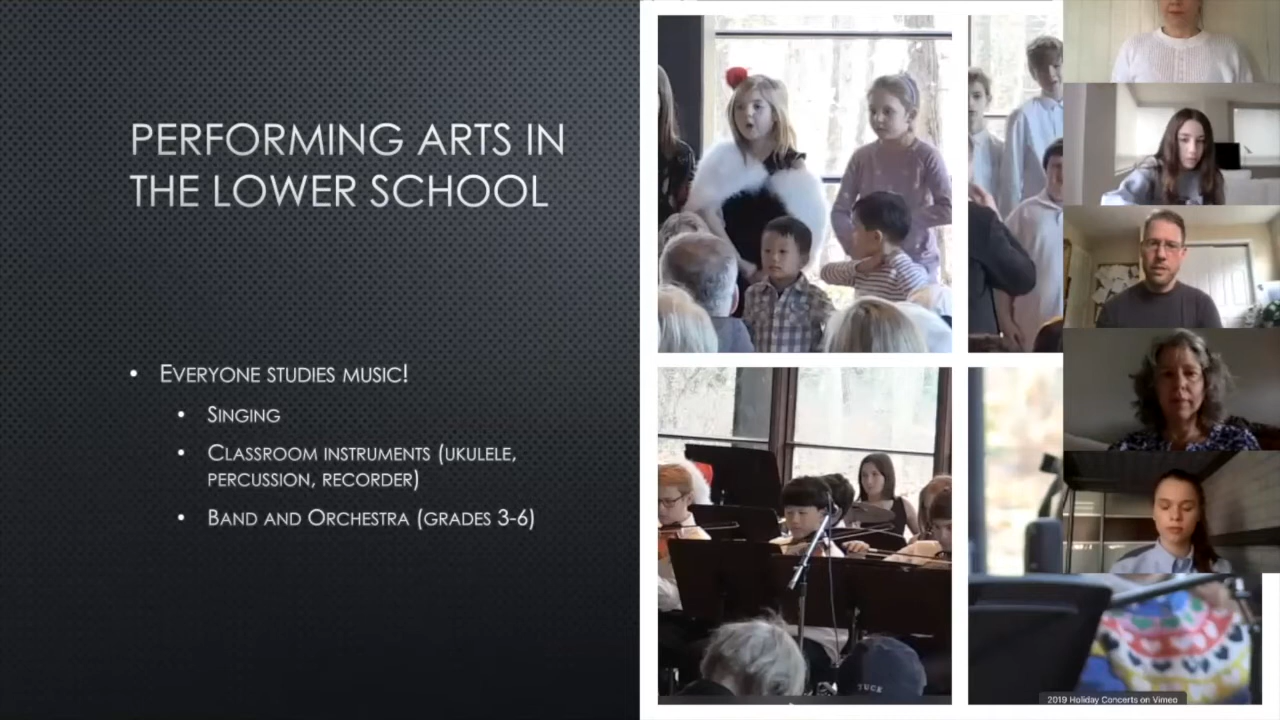 PERFORMING ARTS IN
THE LOWER SCHOOL
• EVERYONE STUDIES MUSIC!
• SINGING
• CLASSROOM INSTRUMENTS (UKULELE,
PERCUSSION, RECORDER)
• BAND AND ORCHESTRA (GRADES 3-6)
TUCK
2019 Holiday Concerts on Vimeo